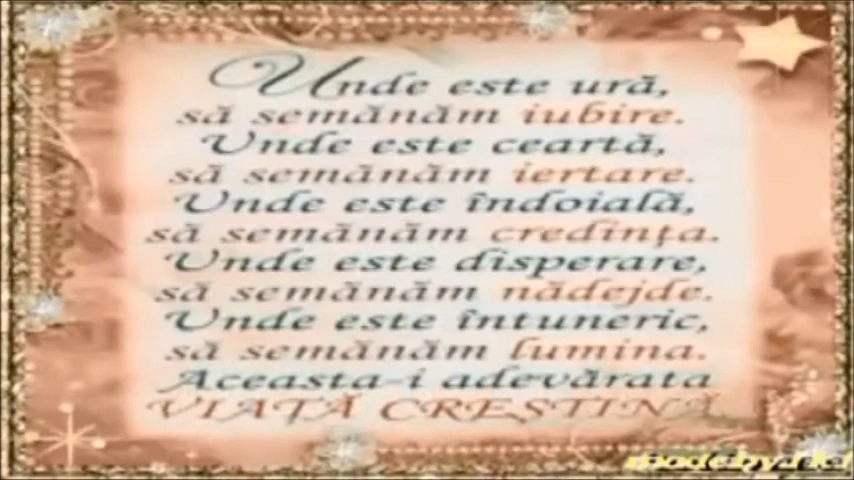 Unde este ură,
să semănăm iubire.
Unde este ceartă,
să semănăm iertare.
Unde este îndoială,
să semănăm credința.
Unde este disperare,
să semănăm nădejde.
Unde este întuneric,
să semănăm lumina.
Aceasta-i adevărata
VIAȚĂ CREȘTINĂ